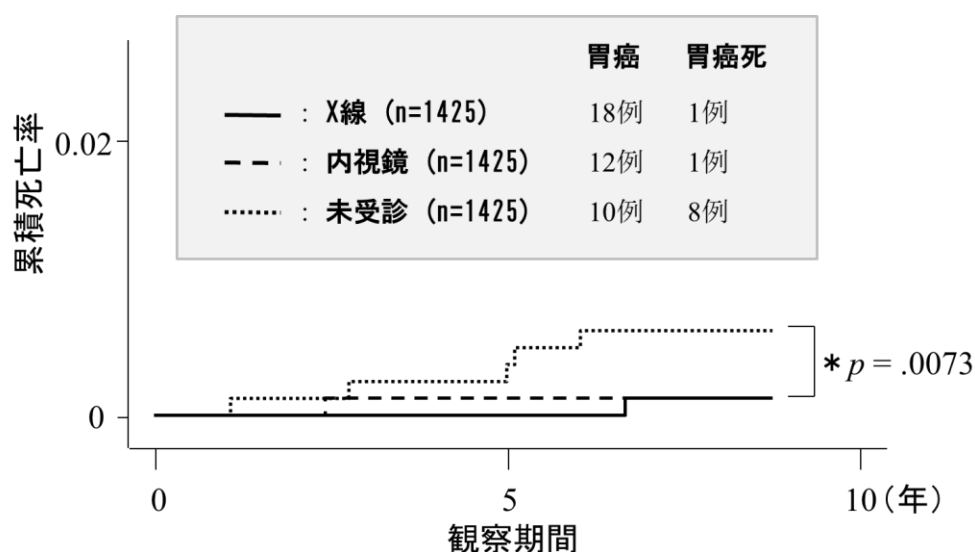 胃癌 胃癌死
: X線 (n=1425) 18例 1例
: 内視鏡 (n=1425) 12例 1例
: 未受診 (n=1425) 10例 8例
累積死亡率
0.02
0
* p = .0073
0 5 10(年)
観察期間